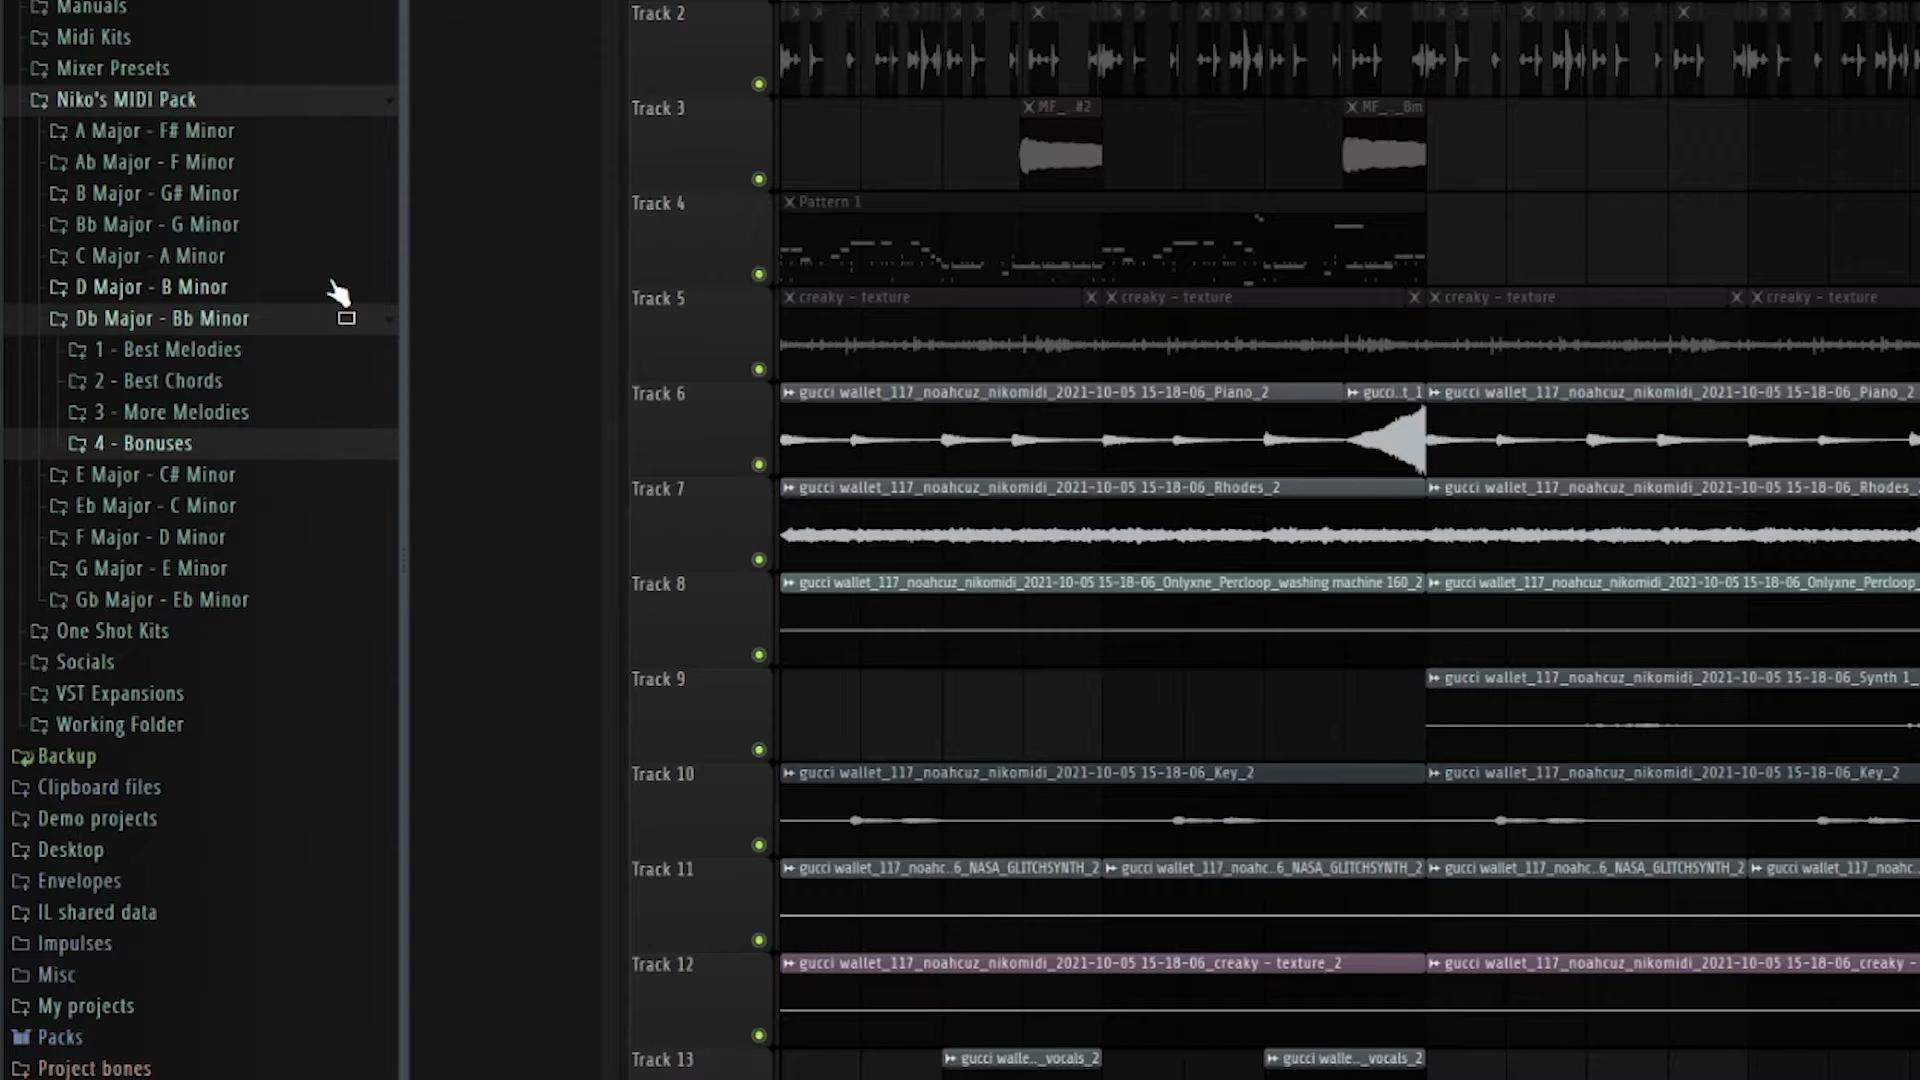 Manuals
Midi Kits
Mixer Presets
Niko's MIDI Pack
A Major - F# Minor
Ab Major - F Minor
B Major - G# Minor
Bb Major - G Minor
C Major - A Minor
D Major - B Minor
Db Major - Bb Minor
1 - Best Melodies
2 - Best Chords
3 - More Melodies
4 - Bonuses
E Major - C# Minor
Eb Major - C Minor
F Major - D Minor
G Major - E Minor
Gb Major - Eb Minor
One Shot Kits
Socials
VST Expansions
Working Folder
Backup
Clipboard files
Demo projects
Desktop
Envelopes
IL shared data
Impulses
Misc
My projects
Packs
Project bones
Track 2
Track 3
MF_.. #2
MF_.._Bm
Track 4
Pattern 1
Track 5
creaky - texture
creaky - texture
creaky - texture
creaky - texture
Track 6
gucci wallet_117_noahcuz_nikomidi_2021-10-05 15-18-06_Piano_2
gucci..t_1
gucci wallet_117_noahcuz_nikomidi_2021-10-05 15-18-06_Piano_2
Track 7
gucci wallet_117_noahcuz_nikomidi_2021-10-05 15-18-06_Rhodes_2
gucci wallet_117_noahcuz_nikomidi_2021-10-05 15-18-06_Rhodes_
Track 8
gucci wallet_117_noahcuz_nikomidi_2021-10-05 15-18-06_Onlyxne_Percloop_washing machine 160_2
gucci wallet_117_noahcuz_nikomidi_2021-10-05 15-18-06_Onlyxne_Percloop_
Track 9
gucci wallet_117_noahcuz_nikomidi_2021-10-05 15-18-06_Synth 1_
Track 10
gucci wallet_117_noahcuz_nikomidi_2021-10-05 15-18-06_Key_2
gucci wallet_117_noahcuz_nikomidi_2021-10-05 15-18-06_Key_2
Track 11
gucci wallet_117_noahc..6_NASA_GLITCHSYNTH_2
gucci wallet_117_noahc..6_NASA_GLITCHSYNTH_2
gucci wallet_117_noahc..6_NASA_GLITCHSYNTH_2
gucci wallet_117_noahc..
Track 12
gucci wallet_117_noahcuz_nikomidi_2021-10-05 15-18-06_creaky - texture_2
gucci wallet_117_noahcuz_nikomidi_2021-10-05 15-18-06_creaky -
Track 13
gucci walle.._vocals_2
gucci walle.._vocals_2